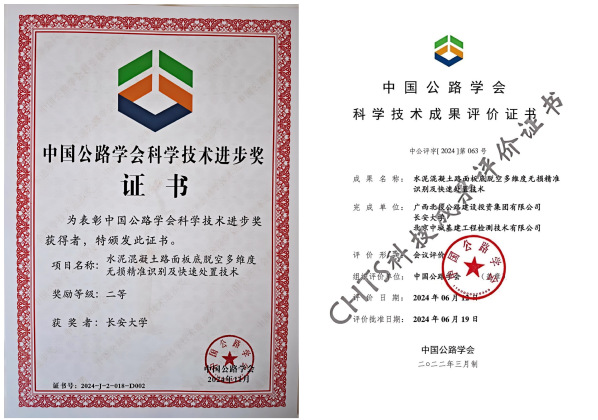 中国公路学会科学技术进步奖
证书
为表彰中国公路学会科学技术进步奖
获得者，特颁发此证书。
项目名称：水泥混凝土路面板底脱空多维度
无损精准识别及快速处置技术
奖励等级：二等
获奖者：长安大学
中国公路学会
2024年12月
证书号：2024-J-2-018-D002
中国公路学会
科学技术成果评价证书
中公评字[2024]第063号
成果名称：水泥混凝土路面板底脱空多维度无损精准
识别及快速处置技术
完成单位：广西北投公路建设投资集团有限公司
长安大学
北京中城基建工程检测技术有限公司
评价形式：会议评价
组织评价单位：中国公路学会（盖章）
评价日期：2024年06月12日
评价批准日期：2024年06月19日
中国公路学会
二〇二二年三月制
CHTS科技成果评价证书